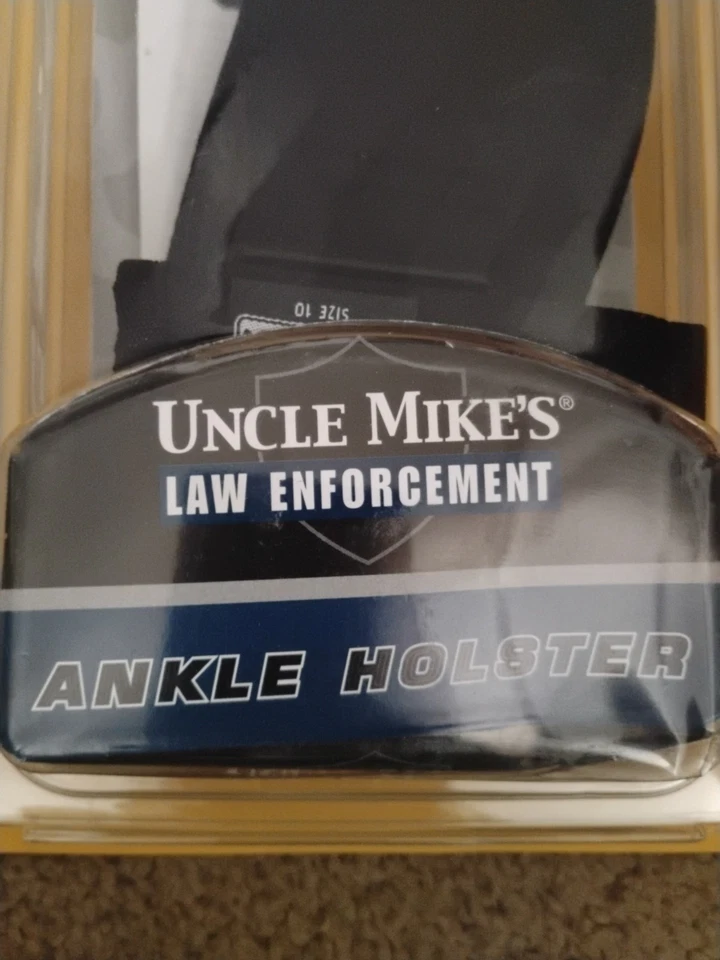 SIZE 10
UNCLE MIKE'S®
LAW ENFORCEMENT
ANKLE HOLSTER